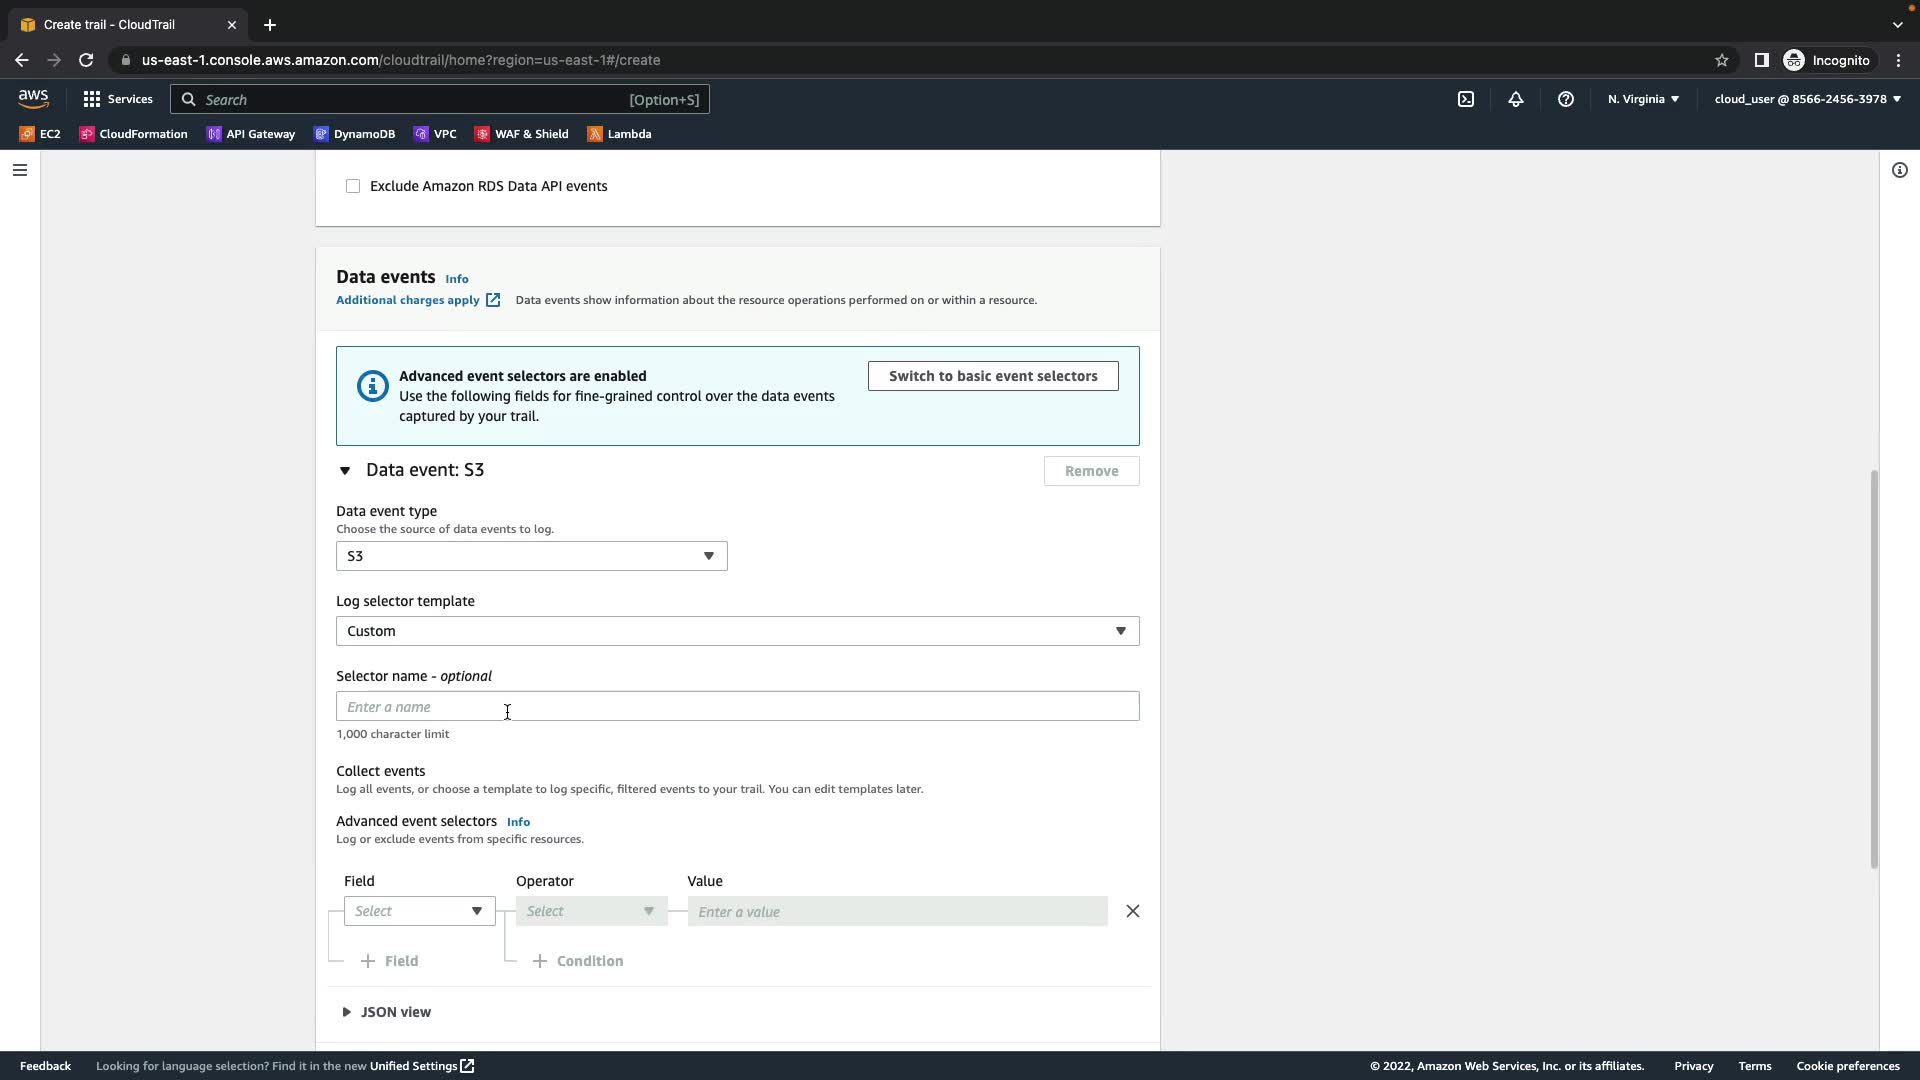 Create trail - CloudTrail
us-east-1.console.aws.amazon.com/cloudtrail/home?region=us-east-1#/create
Incognito
aws
Services
Search
[Option+S]
N. Virginia
cloud_user @ 8566-2456-3978
EC2
CloudFormation
API Gateway
DynamoDB
VPC
WAF & Shield
Lambda
Exclude Amazon RDS Data API events
Data events Info
Additional charges apply
Data events show information about the resource operations performed on or within a resource.
Advanced event selectors are enabled
Use the following fields for fine-grained control over the data events
captured by your trail.
Switch to basic event selectors
Data event: S3
Remove
Data event type
Choose the source of data events to log.
S3
Log selector template
Custom
Selector name - optional
Enter a name
1,000 character limit
Collect events
Log all events, or choose a template to log specific, filtered events to your trail. You can edit templates later.
Advanced event selectors Info
Log or exclude events from specific resources.
Field
Operator
Value
Select
Select
Enter a value
+ Field
+ Condition
JSON view
Feedback
Looking for language selection? Find it in the new Unified Settings
© 2022, Amazon Web Services, Inc. or its affiliates.
Privacy
Terms
Cookie preferences